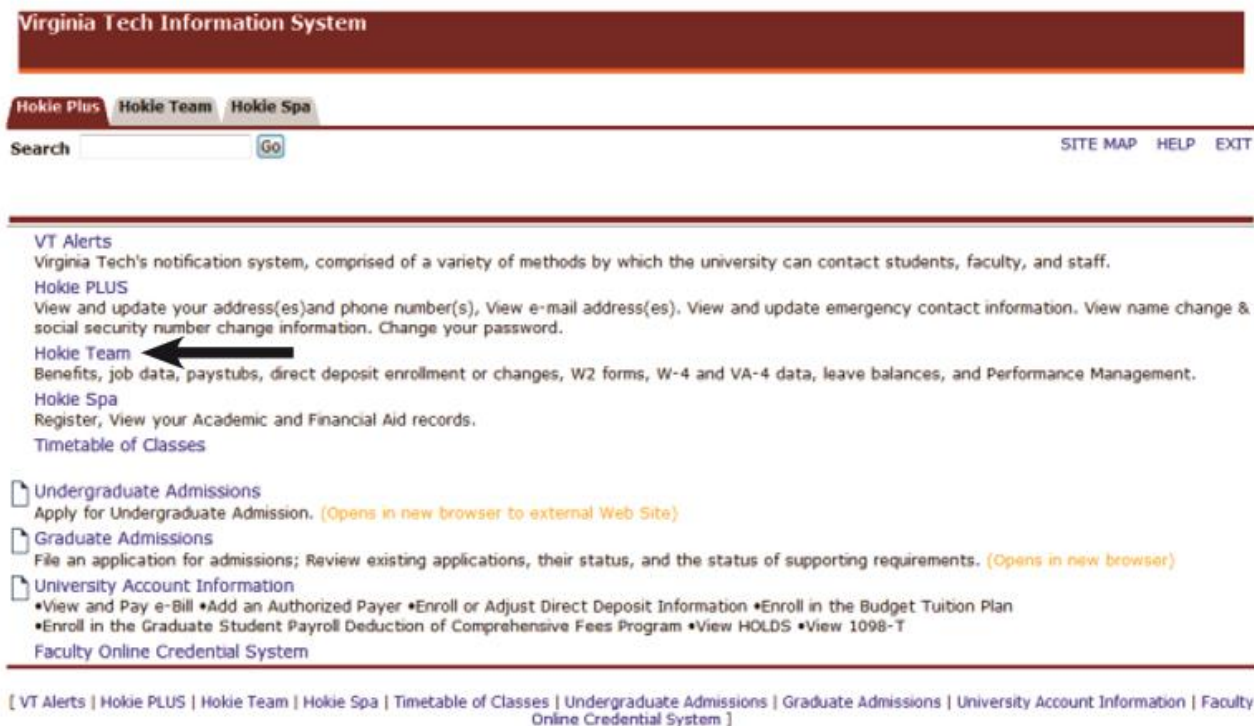 Virginia Tech Information System
Hokie Plus Hokie Team Hokie Spa
Search Go SITE MAP HELP EXIT
VT Alerts
Virginia Tech's notification system, comprised of a variety of methods by which the university can contact students, faculty, and staff.
Hokie PLUS
View and update your address(es)and phone number(s), View e-mail address(es). View and update emergency contact information. View name change &
social security number change information. Change your password.
Hokie Team
Benefits, job data, paystubs, direct deposit enrollment or changes, W2 forms, W-4 and VA-4 data, leave balances, and Performance Management.
Hokie Spa
Register, View your Academic and Financial Aid records.
Timetable of Classes
Undergraduate Admissions
Apply for Undergraduate Admission. (Opens in new browser to external Web Site)
Graduate Admissions
File an application for admissions; Review existing applications, their status, and the status of supporting requirements. (Opens in new browser)
University Account Information
•View and Pay e-Bill •Add an Authorized Payer •Enroll or Adjust Direct Deposit Information •Enroll in the Budget Tuition Plan
•Enroll in the Graduate Student Payroll Deduction of Comprehensive Fees Program •View HOLDS •View 1098-T
Faculty Online Credential System
[ VT Alerts | Hokie PLUS | Hokie Team | Hokie Spa | Timetable of Classes | Undergraduate Admissions | Graduate Admissions | University Account Information | Faculty
Online Credential System ]